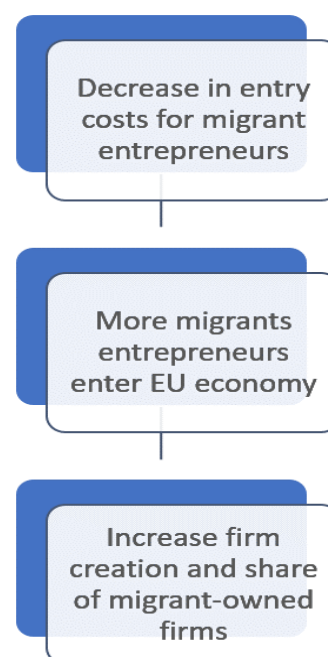 Decrease in entry
costs for migrant
entrepreneurs
More migrants
entrepreneurs
enter EU economy
Increase firm
creation and share
of migrant-owned
firms